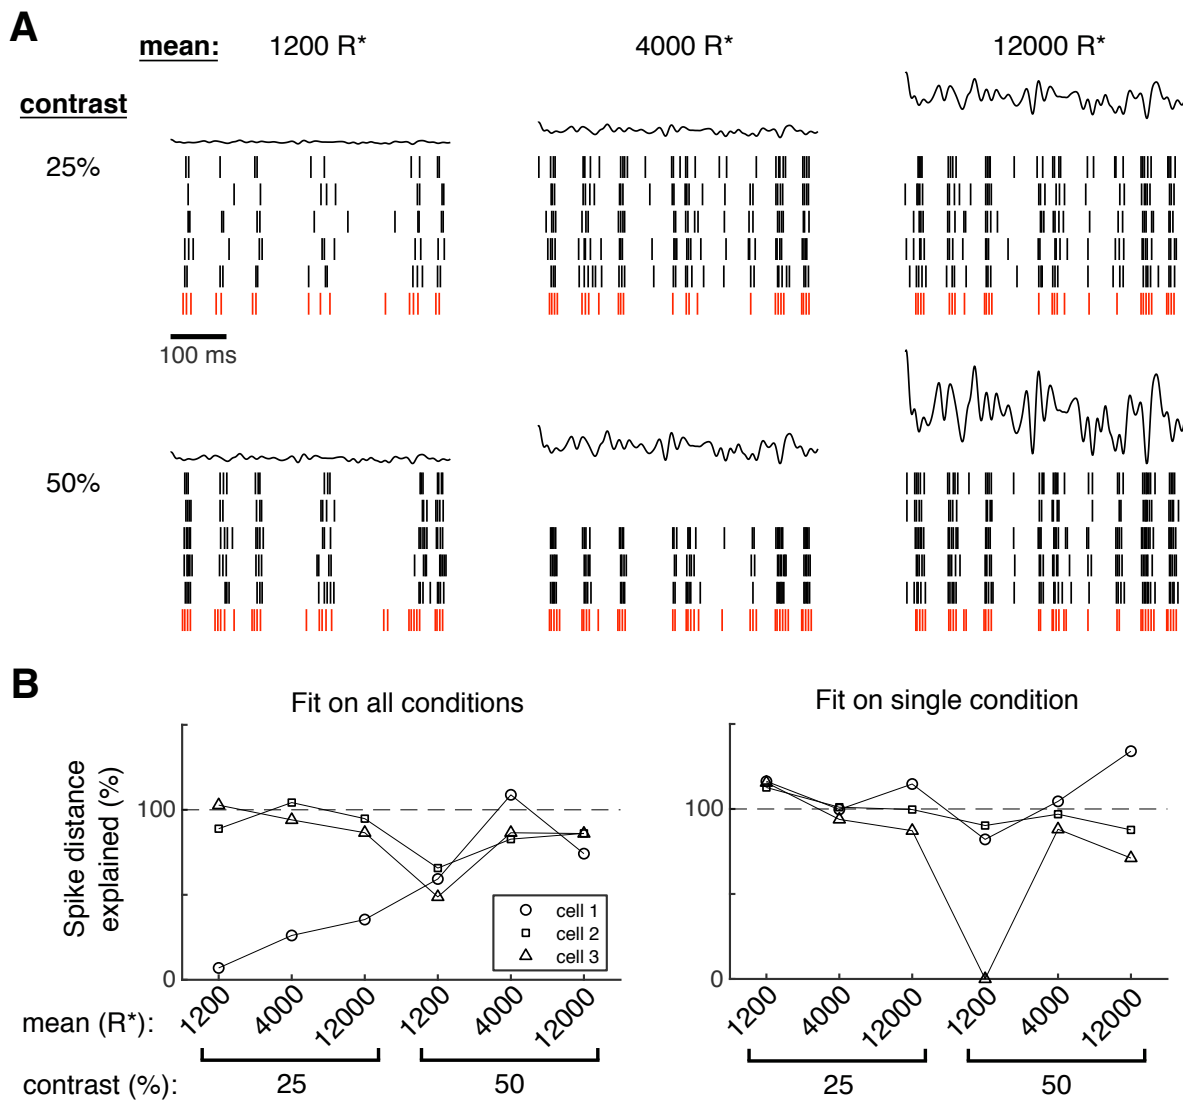 A
mean: 1200 R* 4000 R* 12000 R*
contrast
25%
100 ms
50%
B
Fit on all conditions
Fit on single condition
Spike distance
explained (%)
100
0
cell 1
cell 2
cell 3
100
0
mean (R*): 1200 4000 12000 1200 4000 12000 1200 4000 12000 1200 4000 12000
contrast (%): 25 50 25 50